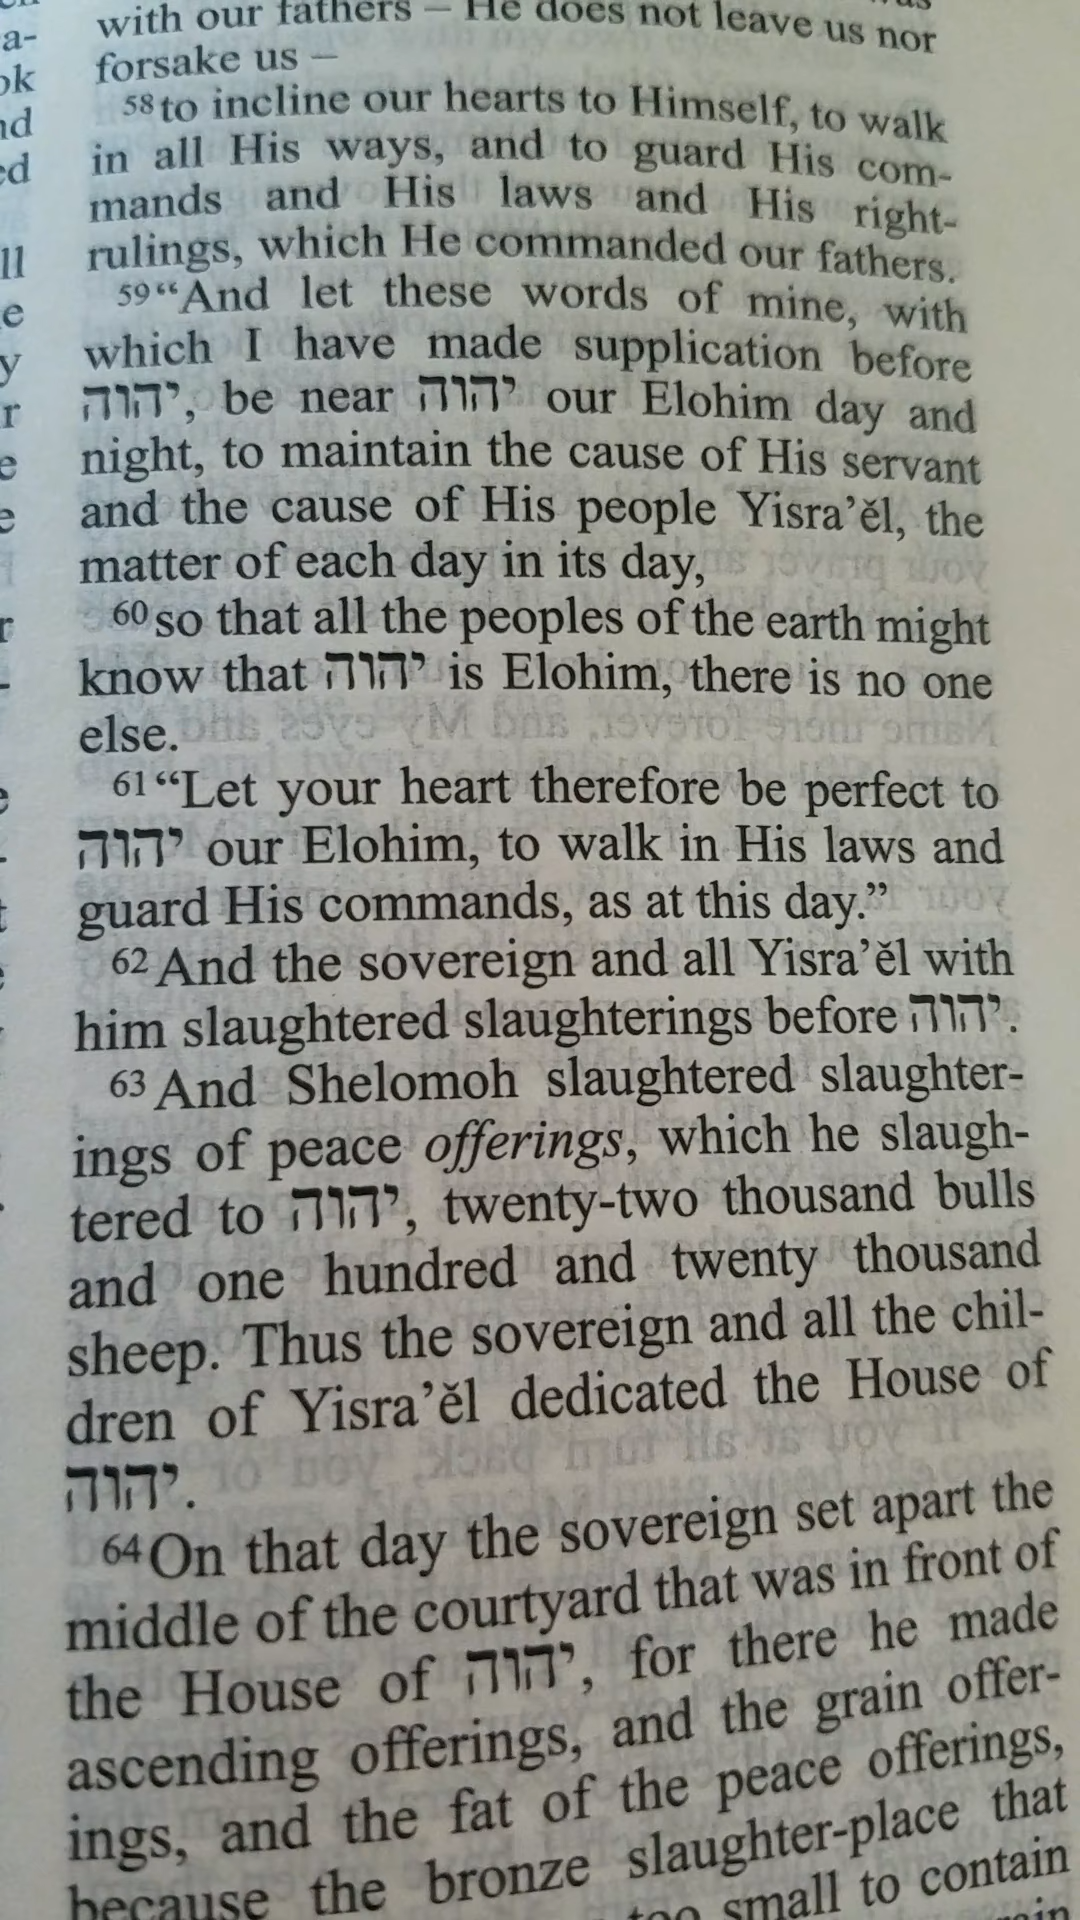 with our fathers – He does not leave us nor
forsake us –
58 to incline our hearts to Himself, to walk
in all His ways, and to guard His com-
mands and His laws and His right-
rulings, which He commanded our fathers.
59 “And let these words of mine, with
which I have made supplication before
יהוה, be near יהוה our Elohim day and
night, to maintain the cause of His servant
and the cause of His people Yisra’ĕl, the
matter of each day in its day,
60 so that all the peoples of the earth might
know that יהוה is Elohim, there is no one
else.
61 “Let your heart therefore be perfect to
יהוה our Elohim, to walk in His laws and
guard His commands, as at this day.”
62 And the sovereign and all Yisra’ĕl with
him slaughtered slaughterings before יהוה.
63 And Shelomoh slaughtered slaughter-
ings of peace offerings, which he slaugh-
tered to יהוה, twenty-two thousand bulls
and one hundred and twenty thousand
sheep. Thus the sovereign and all the chil-
dren of Yisra’ĕl dedicated the House of
יהוה.
64 On that day the sovereign set apart the
middle of the courtyard that was in front of
the House of יהוה, for there he made
ascending offerings, and the grain offer-
ings, and the fat of the peace offerings,
because the bronze slaughter-place that
too small to contain